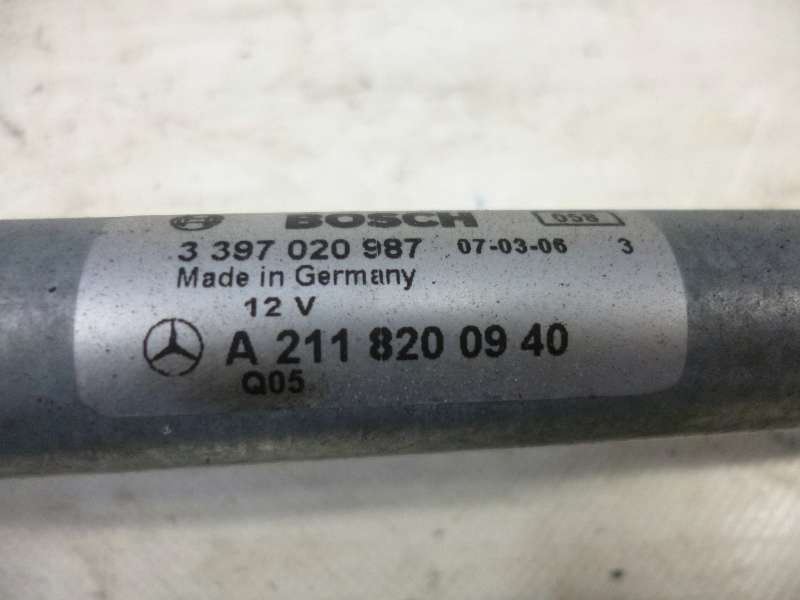 BOSCH 058
3 397 020 987 07-03-06 3
Made in Germany
12 V
A 211 820 09 40
Q05